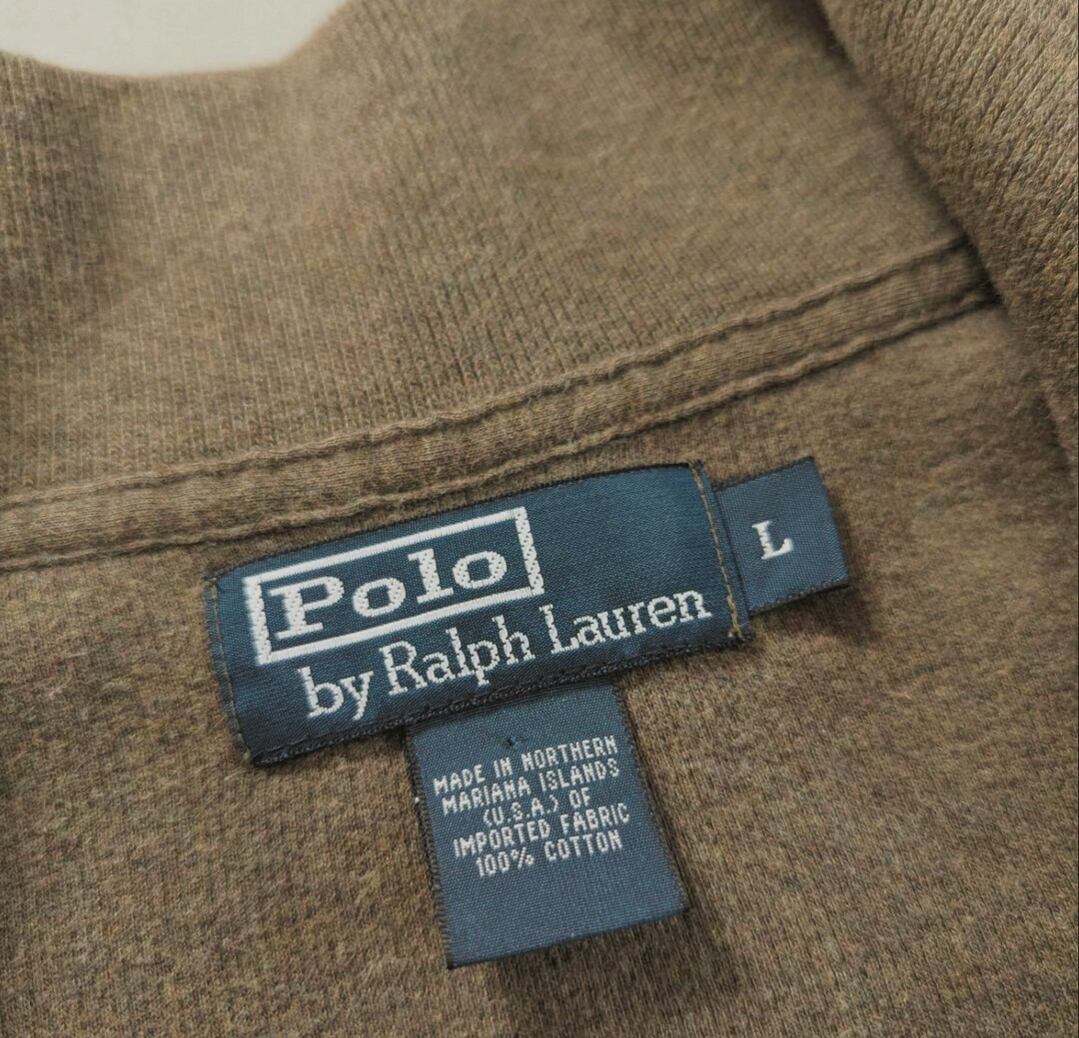 Polo
by Ralph Lauren
L
MADE IN NORTHERN
MARIANA ISLANDS
(U.S.A.) OF
IMPORTED FABRIC
100% COTTON